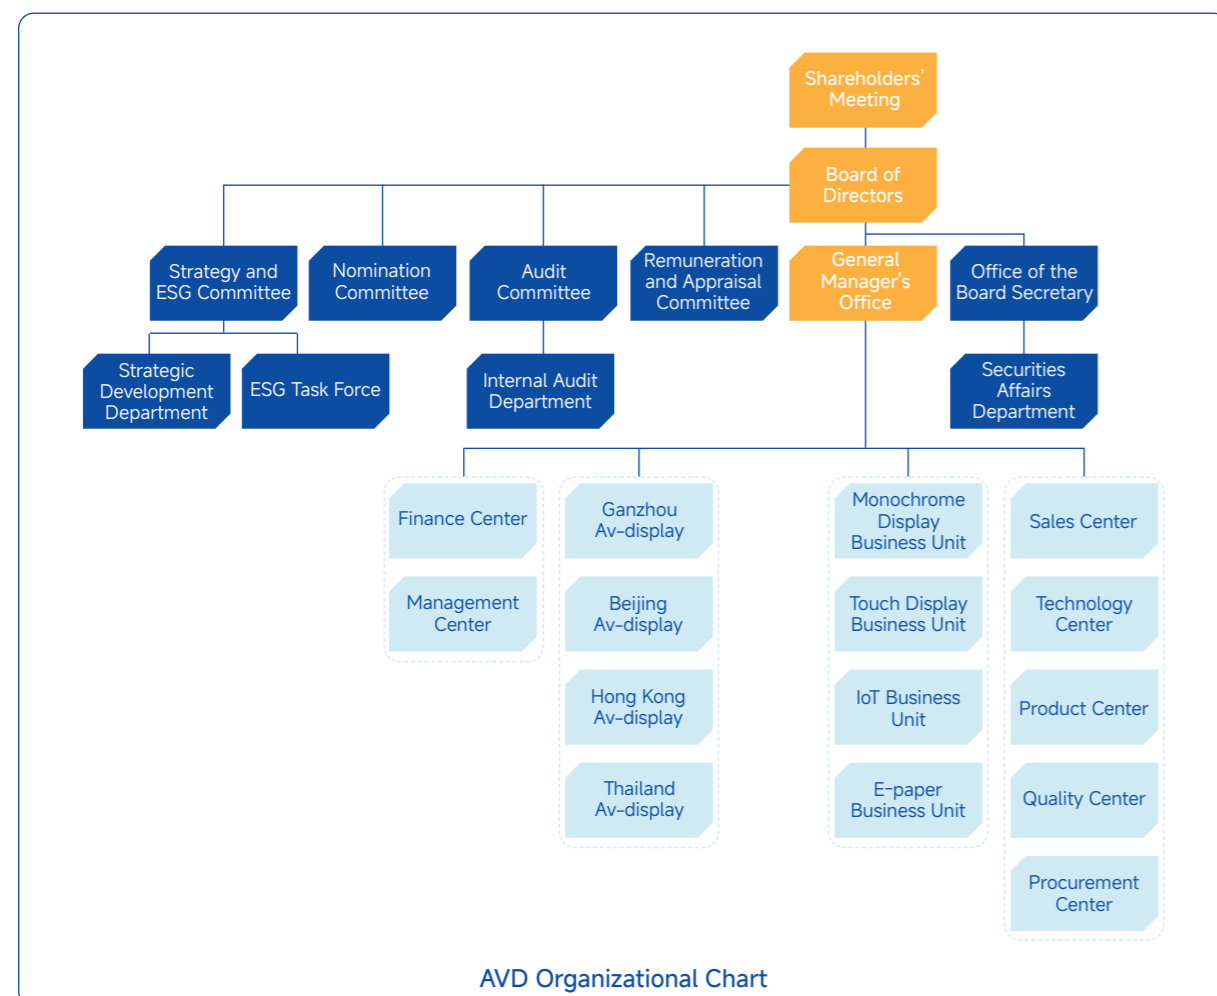 Shareholders'
Meeting
Board of
Directors
Strategy and
ESG Committee
Nomination
Committee
Audit
Committee
Remuneration
and Appraisal
Committee
General
Manager's
Office
Office of the
Board Secretary
Strategic
Development
Department
ESG Task Force
Internal Audit
Department
Securities
Affairs
Department
Finance Center
Management
Center
Ganzhou
Av-display
Beijing
Av-display
Hong Kong
Av-display
Thailand
Av-display
Monochrome
Display
Business Unit
Touch Display
Business Unit
IoT Business
Unit
E-paper
Business Unit
Sales Center
Technology
Center
Product Center
Quality Center
Procurement
Center
AVD Organizational Chart